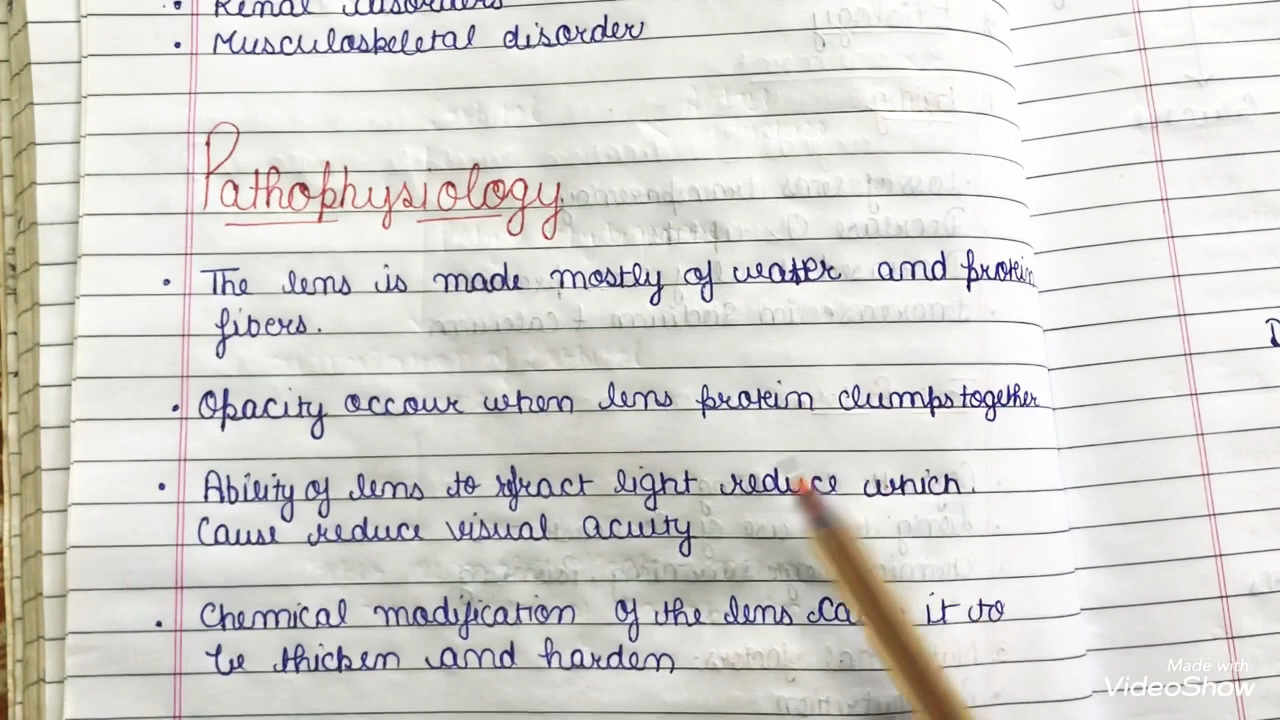 Renal disorders
• Musculoskeletal disorder
Pathophysiology
• The lens is made mostly of water and protein
fibers.
• Opacity occour when lens protein clumps together
• Ability of lens to refract light reduce which
Cause reduce visual acuity
• Chemical modification of the lens it to
be thicken and harden
Made with
VideoShow